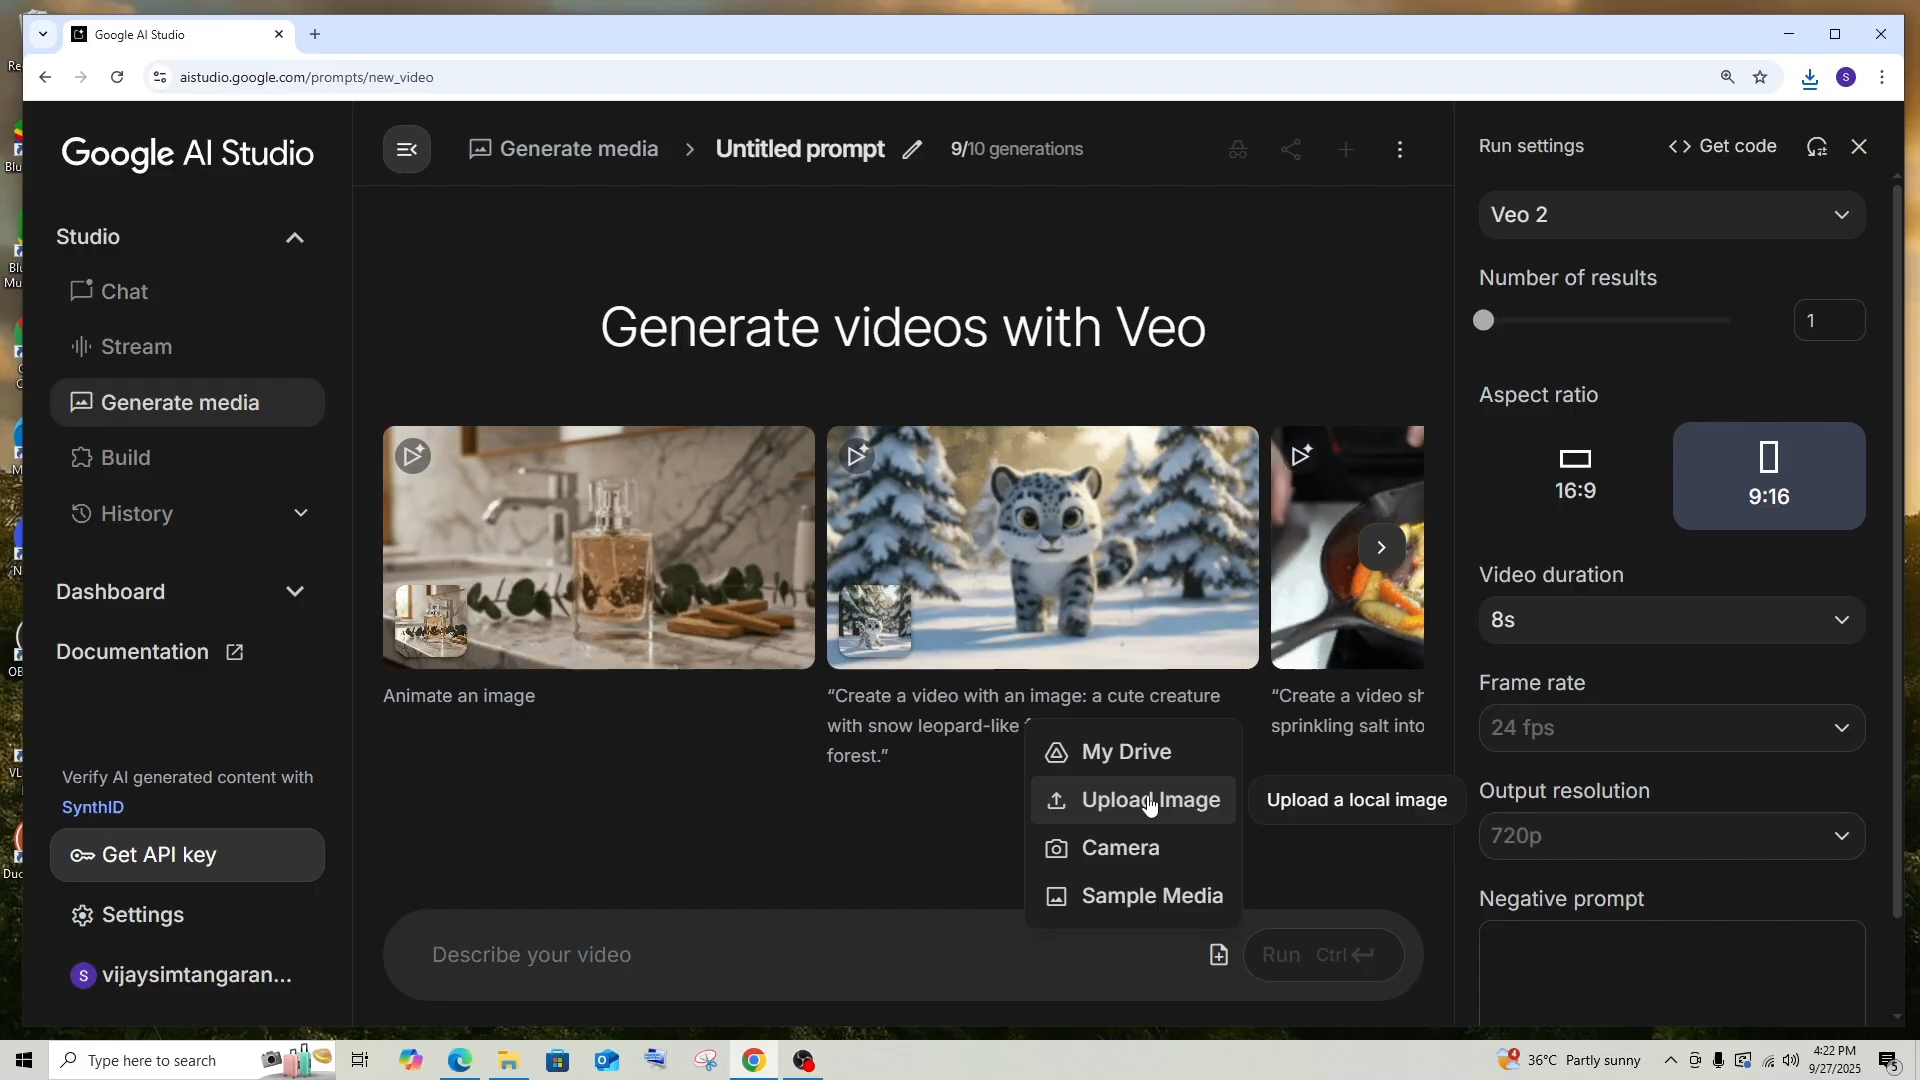 Google AI Studio
aistudio.google.com/prompts/new_video
S
Google AI Studio
Studio
Chat
Stream
Generate media
Build
History
Dashboard
Documentation
Verify AI generated content with
SynthID
Get API key
Settings
S vijaysimtangaran...
Generate media > Untitled prompt 9/10 generations
Generate videos with Veo
Animate an image
“Create a video with an image: a cute creature
with snow leopard-like
forest.”
“Create a video sh
sprinkling salt into
My Drive
Upload Image
Upload a local image
Camera
Sample Media
Describe your video
Run Ctrl
Run settings
<> Get code
Veo 2
Number of results
1
Aspect ratio
16:9
9:16
Video duration
8s
Frame rate
24 fps
Output resolution
720p
Negative prompt
Type here to search
4
36°C Partly sunny
4:22 PM
9/27/2025
5